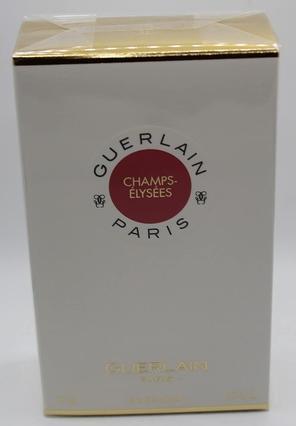 GUERLAIN
CHAMPS-
ÉLYSÉES
PARIS
GUERLAIN
PARIS